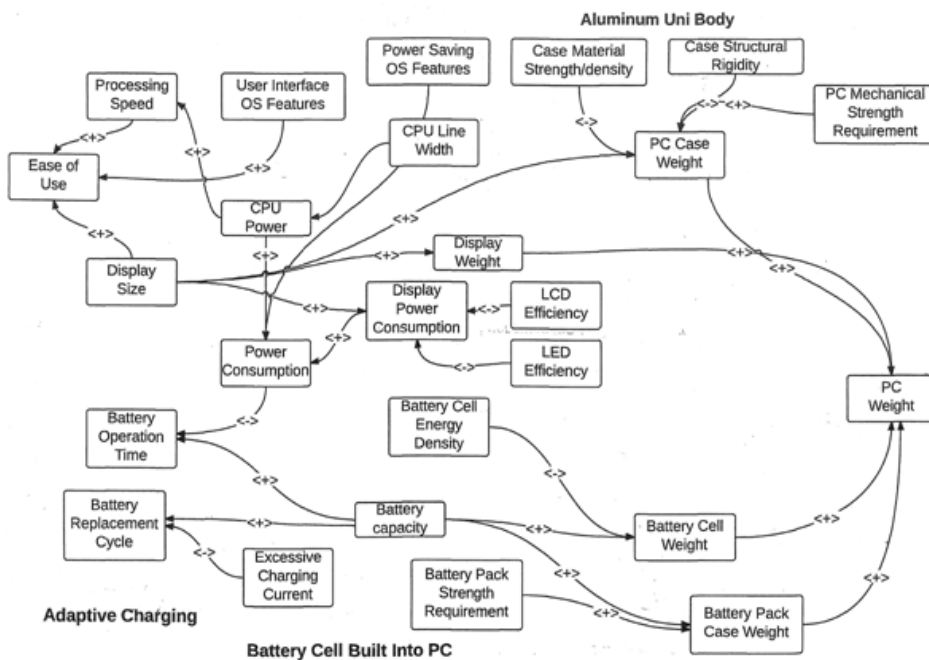 Aluminum Uni Body
Power Saving
OS Features
Case Material
Strength/density
Case Structural
Rigidity
Processing
Speed
User Interface
OS Features
PC Mechanical
Strength
Requirement
<->
<->
<+>
<+>
<+>
CPU Line
Width
PC Case
Weight
Ease of
Use
<+>
<+>
CPU
Power
<+>
<+>
<+>
Display
Weight
<+>
<+>
<+>
Display
Size
<+>
Display
Power
Consumption
<->
LCD
Efficiency
<+>
Power
Consumption
<->
LED
Efficiency
PC
Weight
<->
Battery
Operation
Time
Battery Cell
Energy
Density
<->
<+>
Battery
Replacement
Cycle
<+>
Battery
capacity
<+>
Battery Cell
Weight
<+>
<->
Excessive
Charging
Current
<+>
Battery Pack
Strength
Requirement
<+>
<+>
Battery Pack
Case Weight
Adaptive Charging
Battery Cell Built Into PC